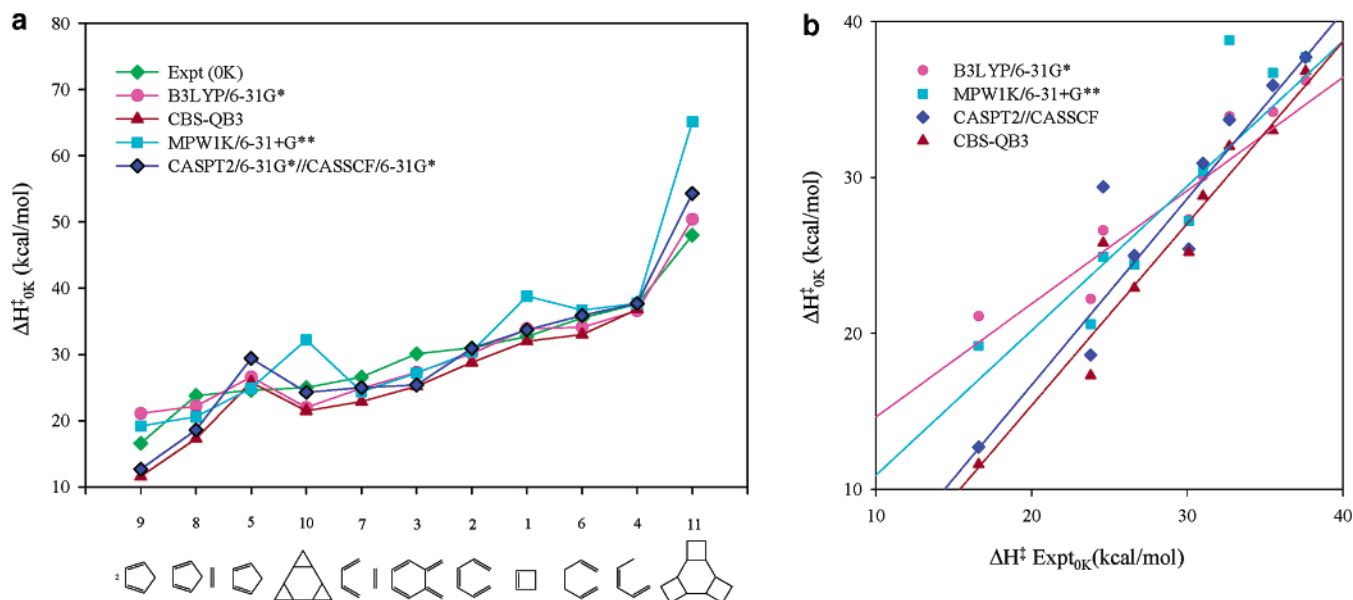 a
80
70
60
50
40
30
20
10
ΔH‡0K (kcal/mol)
Expt (0K)
B3LYP/6-31G*
CBS-QB3
MPW1K/6-31+G**
CASPT2/6-31G*//CASSCF/6-31G*
9 8 5 10 7 3 2 1 6 4 11
2
b
40
30
20
10
ΔH‡0K (kcal/mol)
B3LYP/6-31G*
MPW1K/6-31+G**
CASPT2//CASSCF
CBS-QB3
10 20 30 40
ΔH‡ Expt0K(kcal/mol)